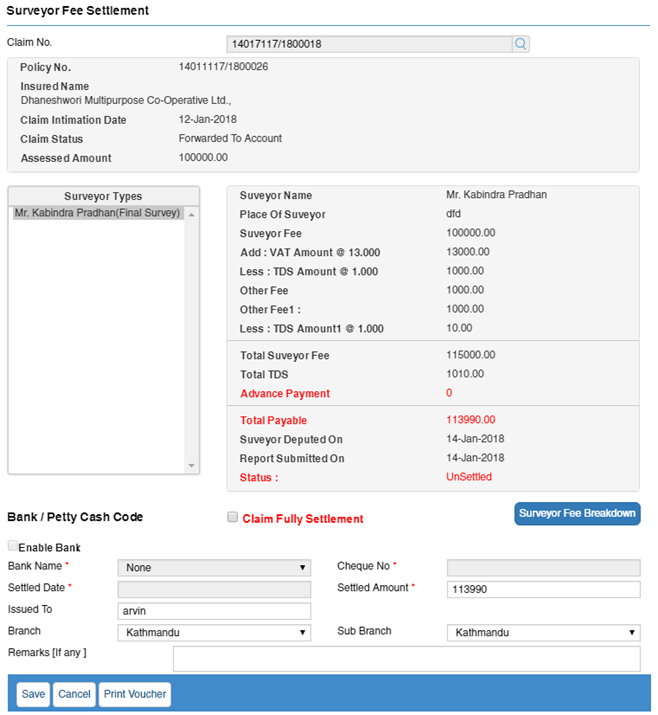 Surveyor Fee Settlement
Claim No. 14017117/1800018
Policy No. 14011117/1800026
Insured Name
Dhaneshwori Multipurpose Co-Operative Ltd.,
Claim Intimation Date 12-Jan-2018
Claim Status Forwarded To Account
Assessed Amount 100000.00
Surveyor Types
Mr. Kabindra Pradhan(Final Survey)
Suveyor Name Mr. Kabindra Pradhan
Place Of Suveyor dfd
Suveyor Fee 100000.00
Add : VAT Amount @ 13.000 13000.00
Less : TDS Amount @ 1.000 1000.00
Other Fee 1000.00
Other Fee1 : 1000.00
Less : TDS Amount1 @ 1.000 10.00
Total Suveyor Fee 115000.00
Total TDS 1010.00
Advance Payment 0
Total Payable 113990.00
Suveyor Deputed On 14-Jan-2018
Report Submitted On 14-Jan-2018
Status : UnSettled
Bank / Petty Cash Code Claim Fully Settlement Surveyor Fee Breakdown
Enable Bank
Bank Name * None Cheque No *
Settled Date * Settled Amount * 113990
Issued To arvin
Branch Kathmandu Sub Branch Kathmandu
Remarks [If any ]
Save Cancel Print Voucher